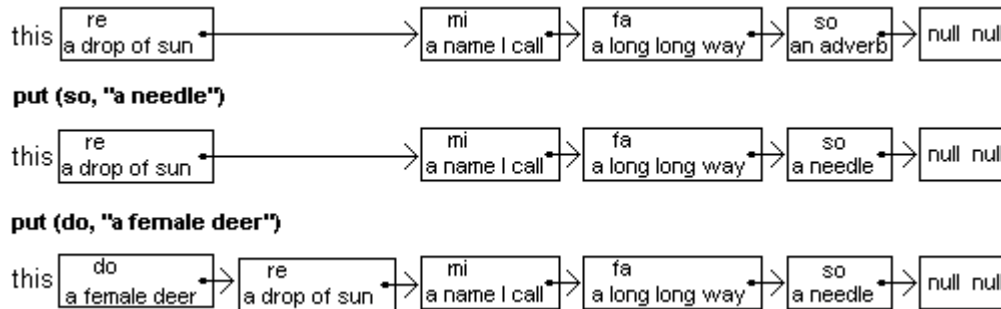 re mi fa so
this a drop of sun a name I call a long long way an adverb null null
put (so, "a needle")
re mi fa so
this a drop of sun a name I call a long long way a needle null null
put (do, "a female deer")
do re mi fa so
this a female deer a drop of sun a name I call a long long way a needle null null